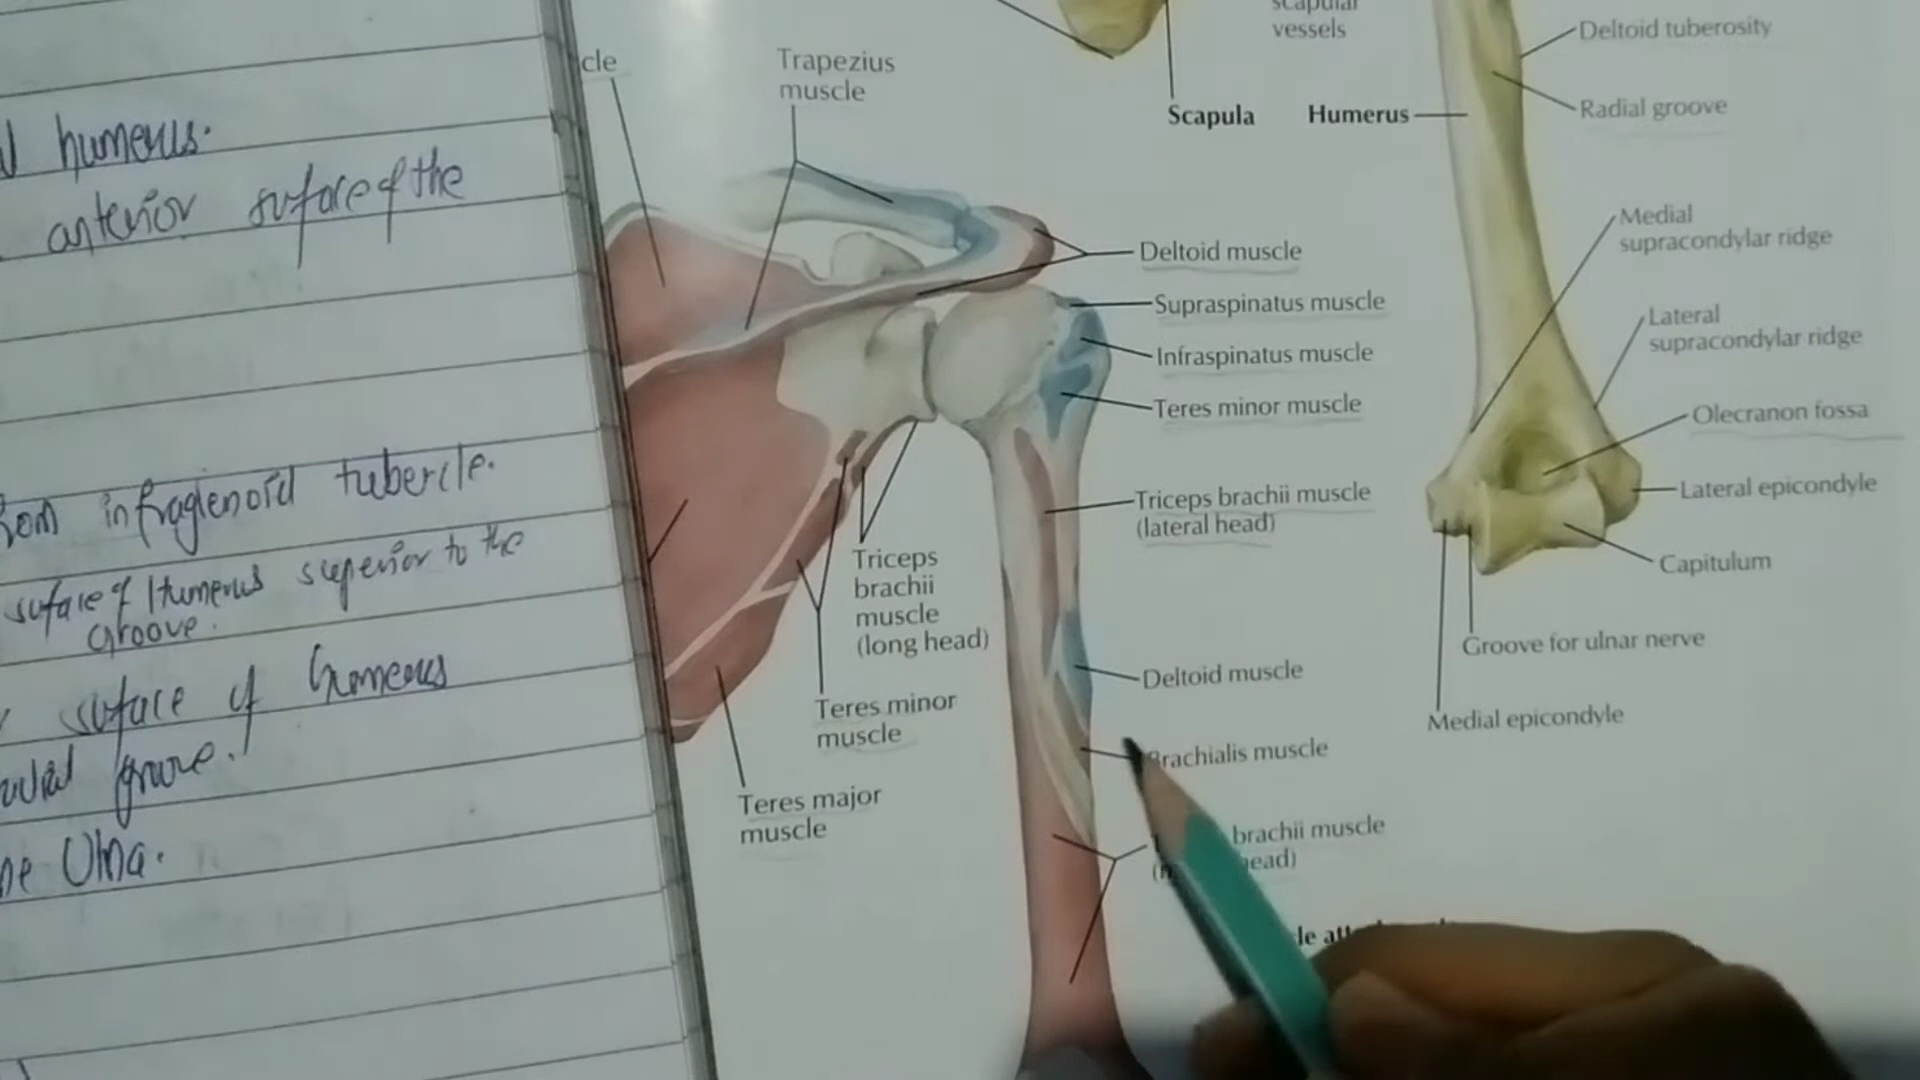 humerus.
anterior surface of the
from infraglenoid tubercle.
surface of Humerus superior to the
groove.
surface of humerus
groove.
Ulna.
cle
Trapezius
muscle
Deltoid muscle
Supraspinatus muscle
Infraspinatus muscle
Teres minor muscle
Triceps brachii muscle
(lateral head)
Triceps
brachii
muscle
(long head)
Teres minor
muscle
Teres major
muscle
Deltoid muscle
Brachialis muscle
brachii muscle
head)
scapular
vessels
Scapula
Humerus
Deltoid tuberosity
Radial groove
Medial
supracondylar ridge
Lateral
supracondylar ridge
Olecranon fossa
Lateral epicondyle
Capitulum
Groove for ulnar nerve
Medial epicondyle